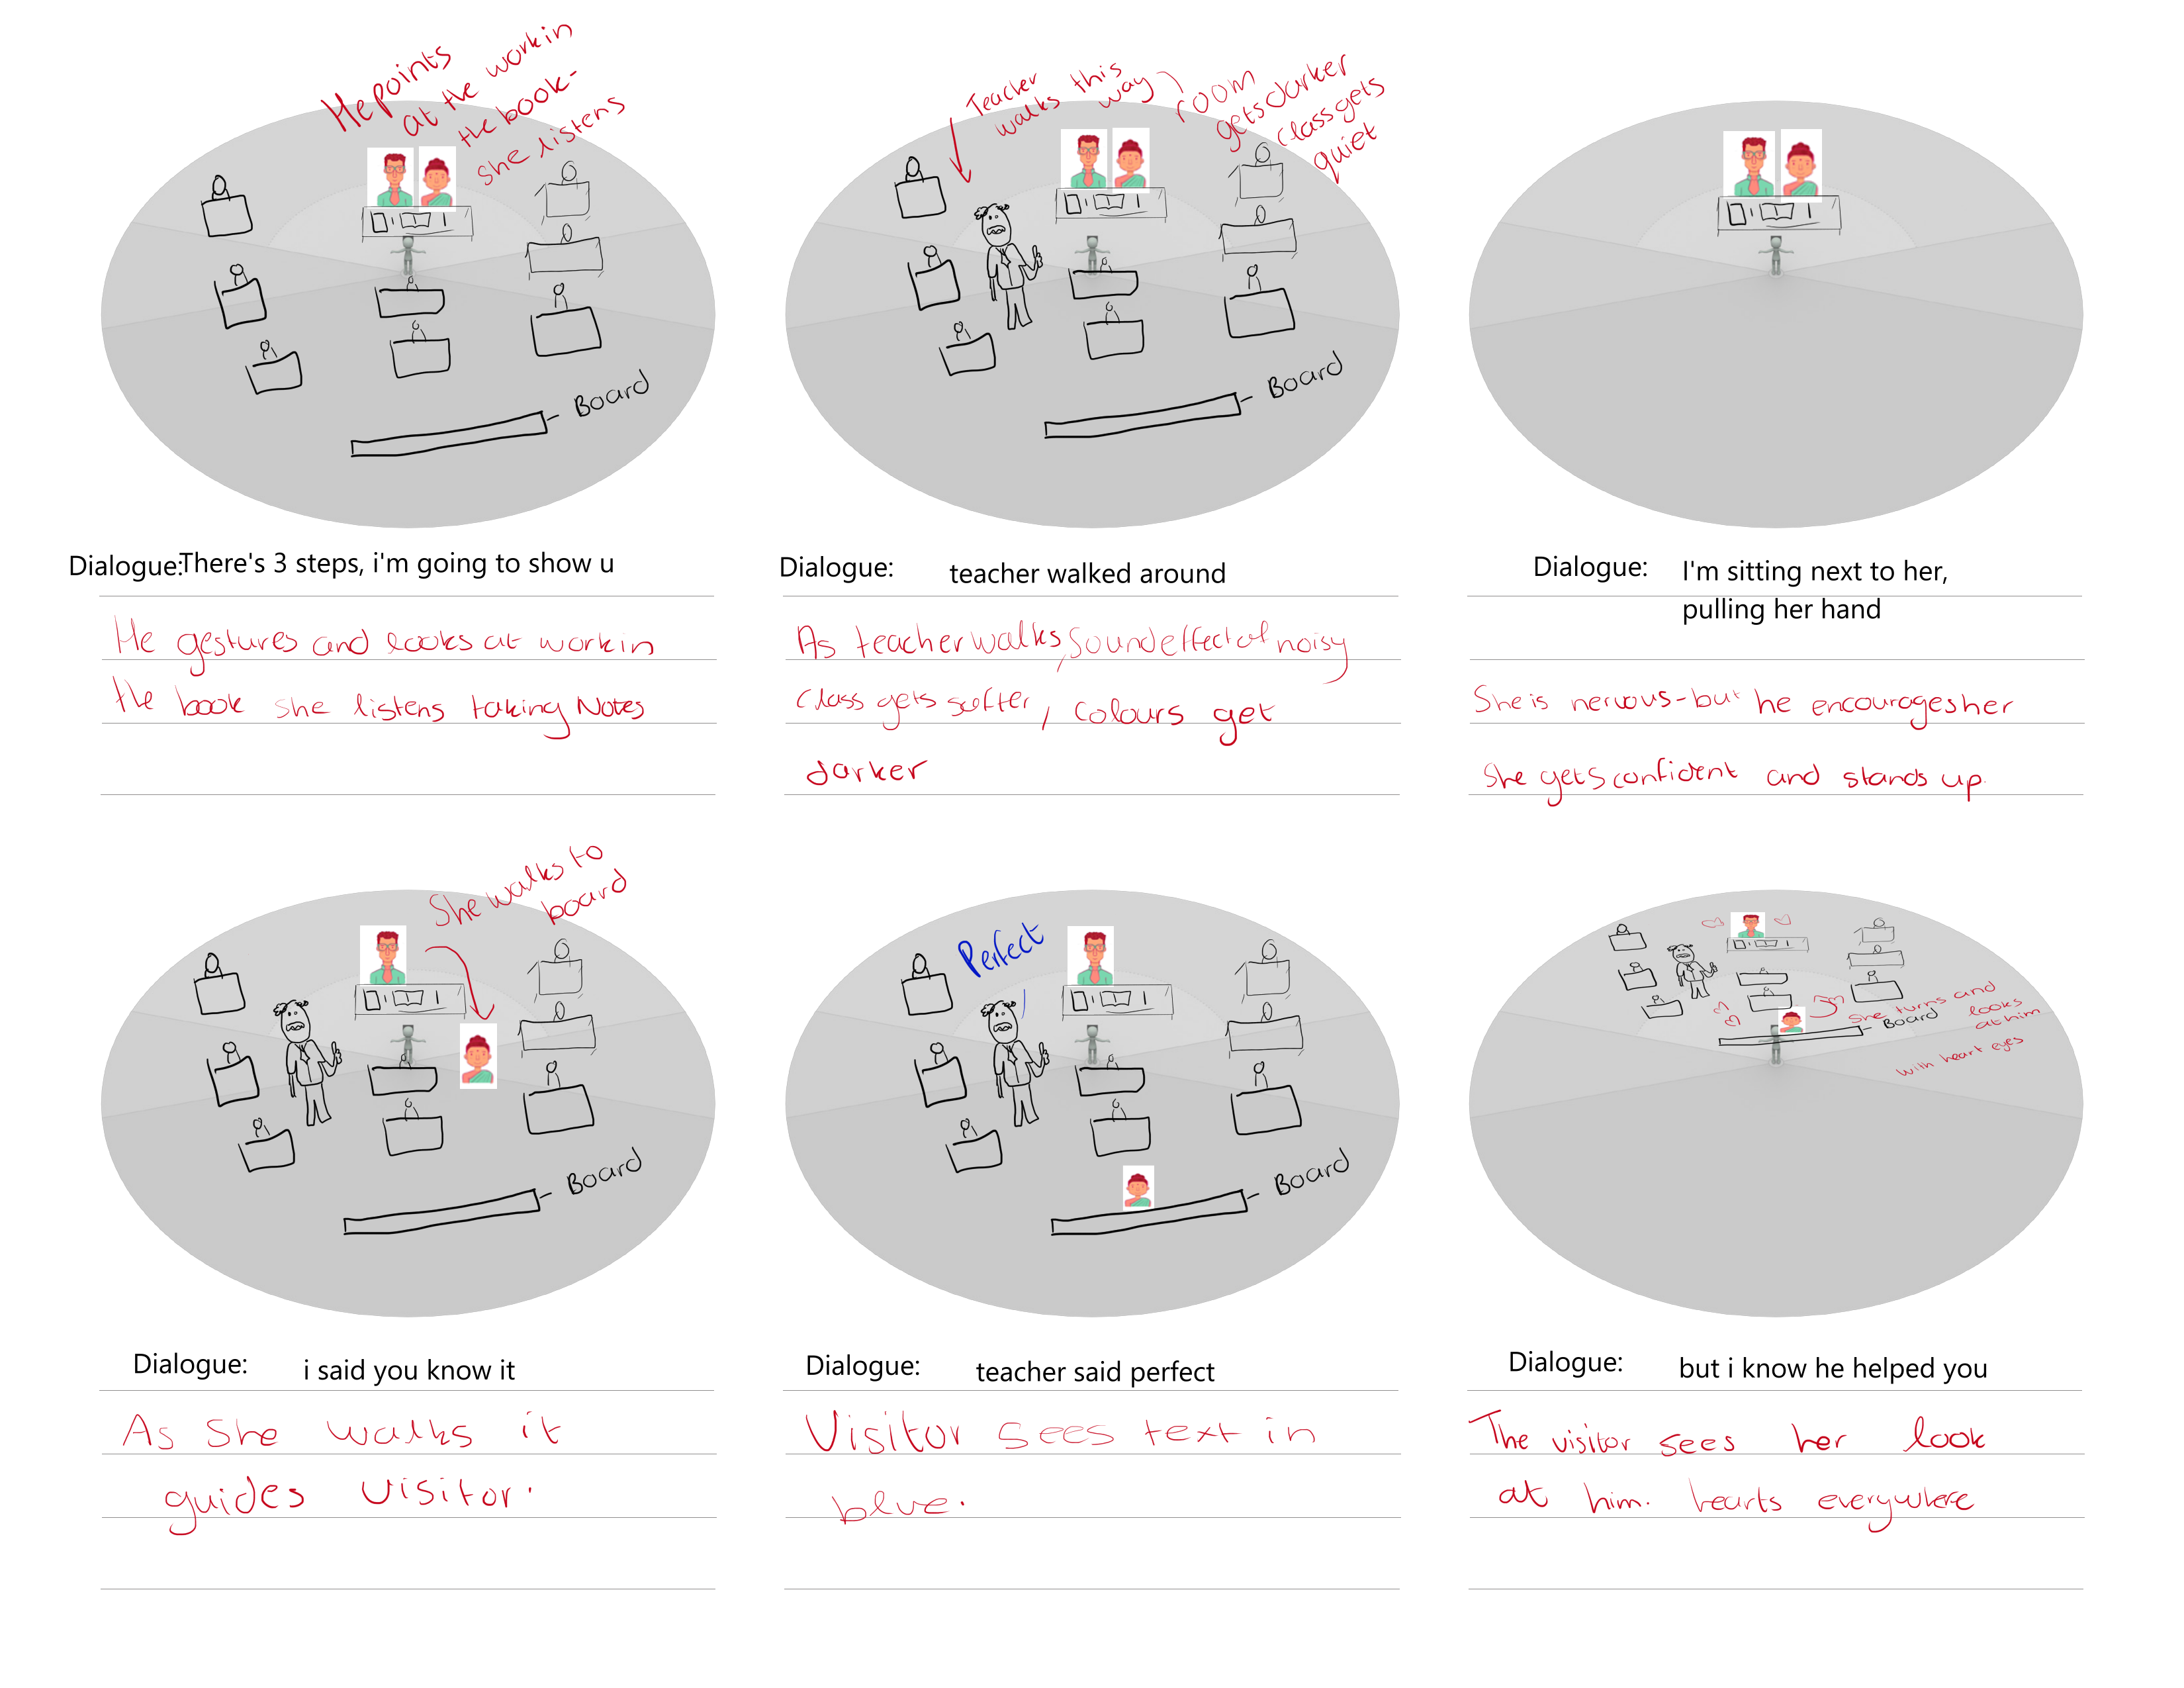 He points
at the work in
the book-
she listens
Board
Dialogue: There's 3 steps, i'm going to show u
He gestures and looks at work in
the book she listens taking Notes
Teacher
walks this
way
room
gets darker
class gets
quiet
Board
Dialogue: teacher walked around
As teacher walks, sound effect of noisy
class gets softer, colours get
darker
Dialogue: I'm sitting next to her,
pulling her hand
She is nervous - but he encourages her
She gets confident and stands up.
She walks to
board
Board
Dialogue: i said you know it
As she walks it
guides visitor.
Perfect
Board
Dialogue: teacher said perfect
Visitor sees text in
blue.
She turns and
looks
at him
Board
with heart eyes
Dialogue: but i know he helped you
The visitor sees her look
at him. hearts everywhere